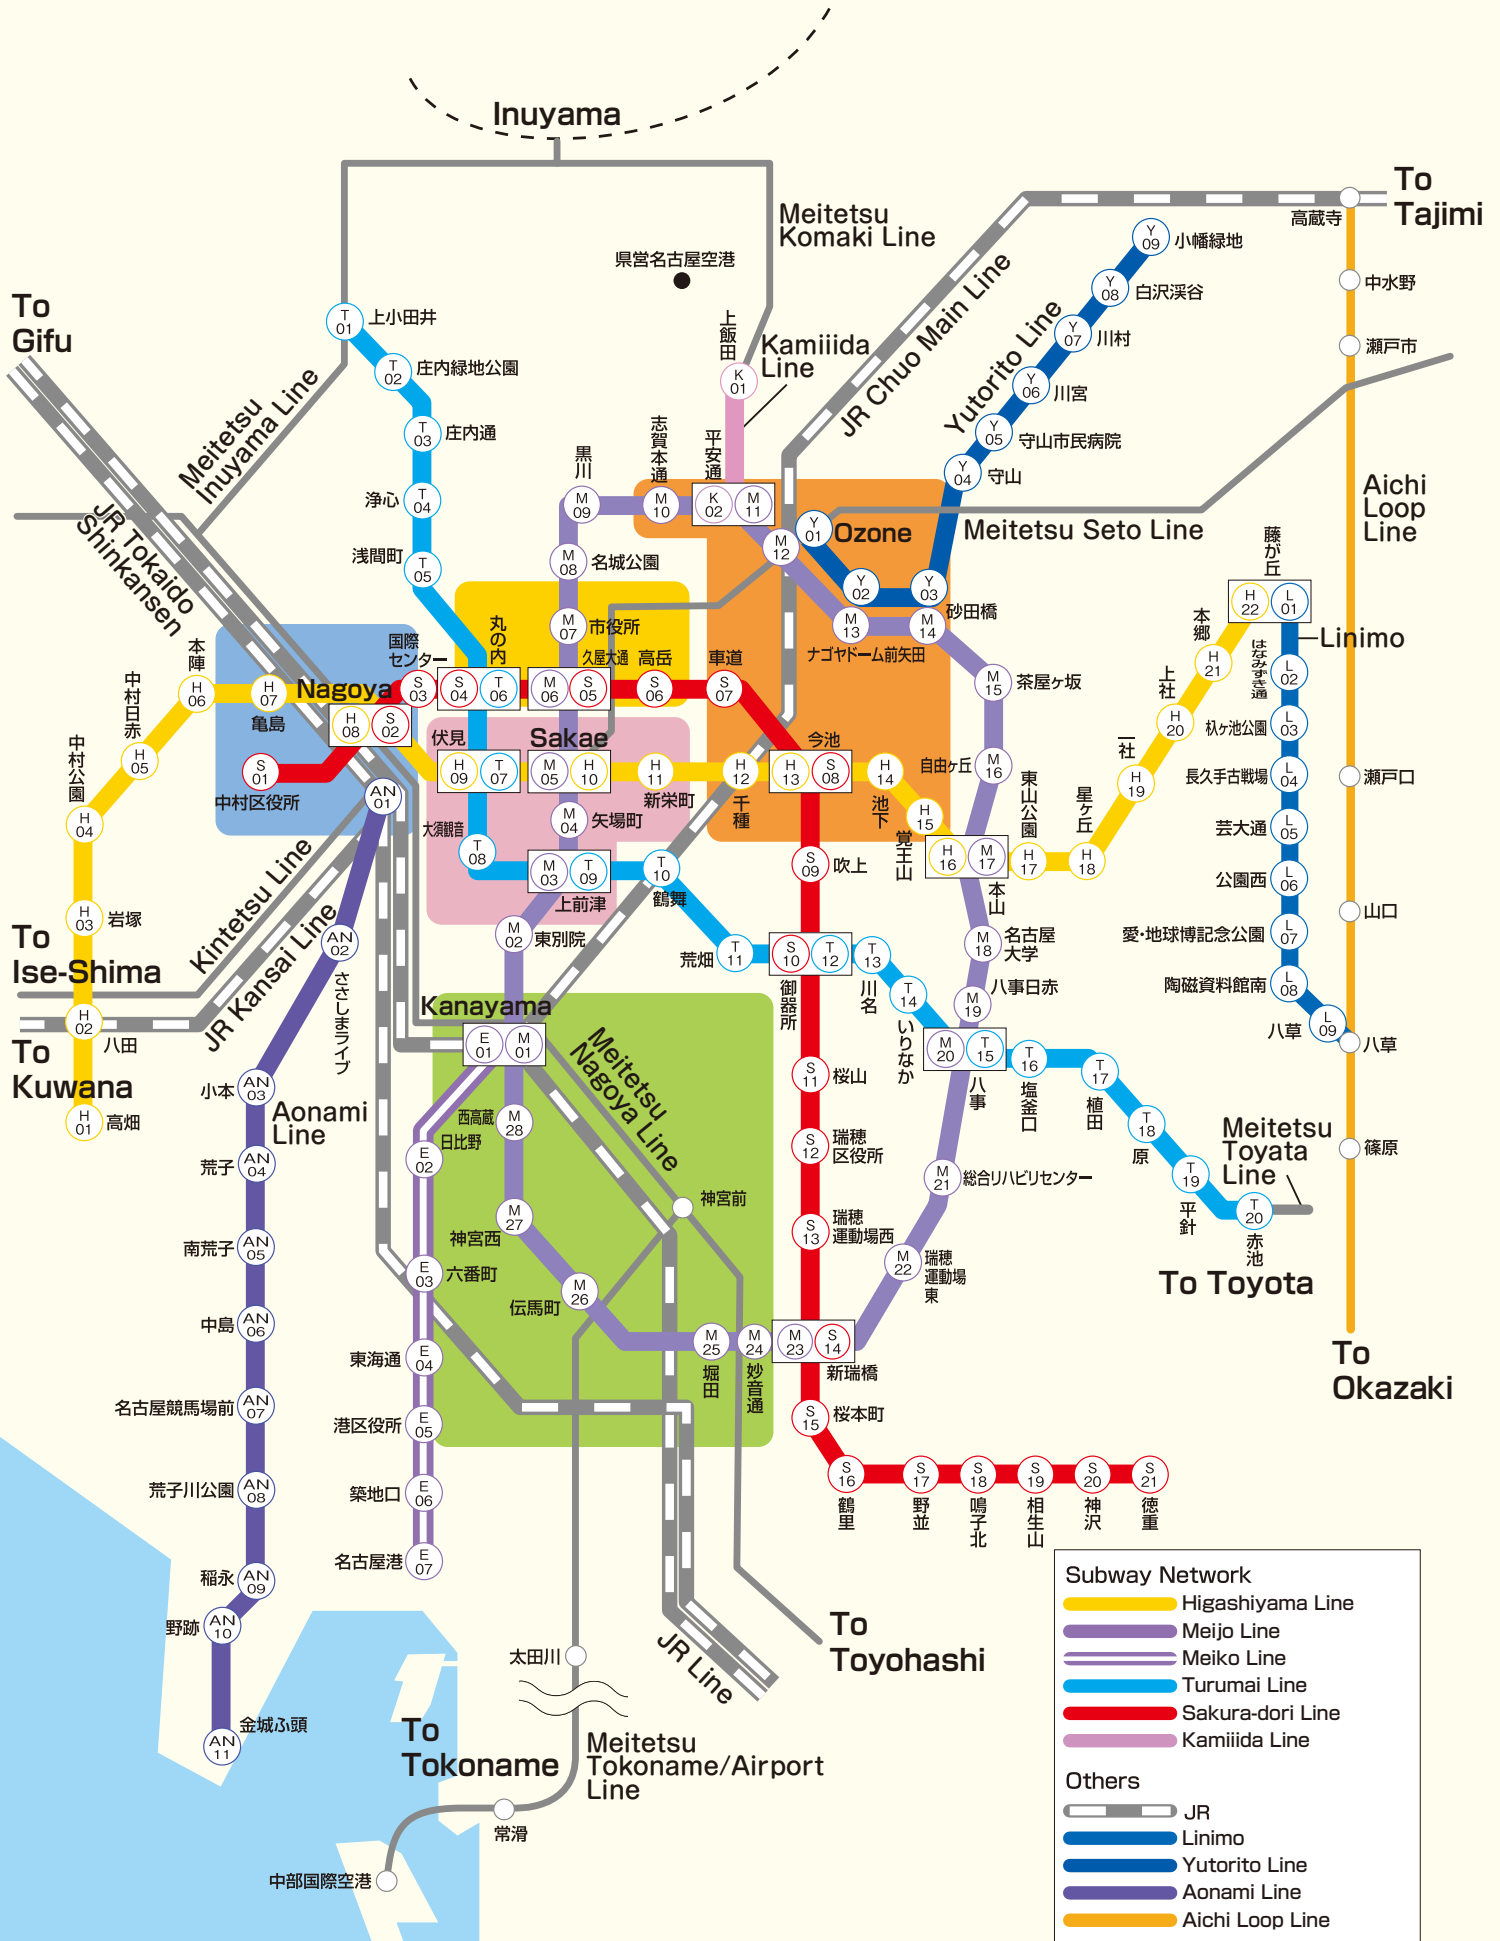 Inuyama
Meitetsu
Komaki Line
To
Tajimi
高蔵寺
Y
09
小幡緑地
県営名古屋空港
中水野
Y
08
白沢渓谷
To
Gifu
T
01
上小田井
上飯田
Kamiiida
Line
JR Chuo Main Line
Yutorito Line
Y
07
川村
瀬戸市
T
02
庄内緑地公園
K
01
Y
06
川宮
Meitetsu
Inuyama Line
T
03
庄内通
黒川
志賀本通
平安通
Y
05
守山市民病院
Y
04
守山
Aichi
Loop
Line
浄心
T
04
M
09
M
10
K
02
M
11
Y
01
Ozone
Meitetsu Seto Line
藤が丘
JR Tokaido
Shinkansen
浅間町
T
05
M
08
名城公園
M
12
Y
02
Y
03
砂田橋
H
22
L
01
Linimo
M
07
市役所
M
13
M
14
ナゴヤドーム前矢田
本郷
H
21
はなみずき通
L
02
本陣
国際
センター
丸の内
久屋大通
高岳
車道
M
15
茶屋ヶ坂
中村日赤
H
06
H
07
亀島
Nagoya
S
03
S
04
T
06
M
06
S
05
S
06
S
07
上社
H
20
L
03
杁ヶ池公園
H
08
S
02
伏見
Sakae
今池
中村公園
H
05
S
01
中村区役所
H
09
T
07
M
05
H
10
H
11
新栄町
H
12
千種
H
13
S
08
H
14
池下
自由ヶ丘
M
16
東山公園
星ヶ丘
一社
H
19
長久手古戦場
L
04
瀬戸口
AN
01
H
04
大須観音
M
04
矢場町
H
15
覚王山
芸大通
L
05
T
08
M
03
T
09
上前津
T
10
鶴舞
S
09
吹上
H
16
M
17
本山
H
17
H
18
公園西
L
06
H
03
岩塚
Kintetsu Line
JR Kansai Line
AN
02
さざしまライブ
M
02
東別院
荒畑
T
11
S
10
T
12
御器所
T
13
川名
M
18
名古屋
大学
愛・地球博記念公園
L
07
山口
To
Ise-Shima
T
14
いりなか
M
19
八事日赤
陶磁資料館南
L
08
H
02
八田
Kanayama
E
01
M
01
Meitetsu
Nagoya Line
M
20
T
15
八事
T
16
塩釜口
八草
L
09
八草
To
Kuwana
小本
AN
03
S
11
桜山
T
17
植田
H
01
高畑
Aonami
Line
西高蔵
M
28
日比野
T
18
原
Meitetsu
Toyata
Line
荒子
AN
04
E
02
S
12
瑞穂
区役所
M
21
総合リハビリセンター
T
19
平針
篠原
神宮前
M
27
神宮西
S
13
瑞穂
運動場西
T
20
赤池
南荒子
AN
05
E
03
六番町
M
22
瑞穂
運動場
東
To Toyota
M
26
伝馬町
中島
AN
06
東海通
E
04
M
25
堀田
M
24
妙音通
M
23
S
14
新瑞橋
To
Okazaki
名古屋競馬場前
AN
07
港区役所
E
05
S
15
桜本町
荒子川公園
AN
08
築地口
E
06
S
16
鶴里
S
17
野並
S
18
鳴子北
S
19
相生山
S
20
神沢
S
21
徳重
名古屋港
E
07
稲永
AN
09
野跡
AN
10
太田川
JR Line
To
Toyohashi
金城ふ頭
AN
11
To
Tokoname
Meitetsu
Tokoname/Airport
Line
常滑
中部国際空港
Subway Network
Higashiyama Line
Meijo Line
Meiko Line
Turumai Line
Sakura-dori Line
Kamiiida Line
Others
JR
Linimo
Yutorito Line
Aonami Line
Aichi Loop Line